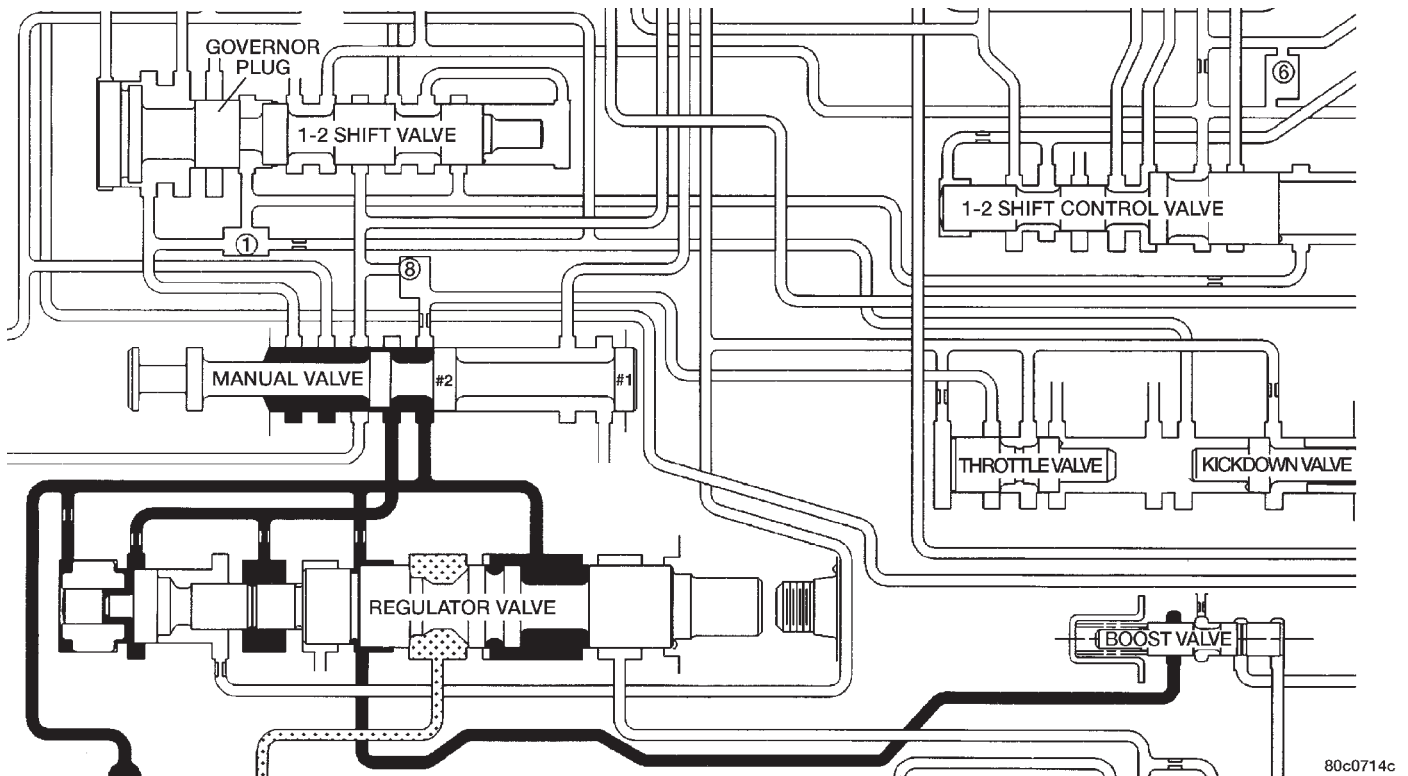 GOVERNOR
PLUG
6
1-2 SHIFT VALVE
1-2 SHIFT CONTROL VALVE
1
8
MANUAL VALVE
#2
#1
THROTTLE VALVE
KICKDOWN VALVE
REGULATOR VALVE
BOOST VALVE
80c0714c